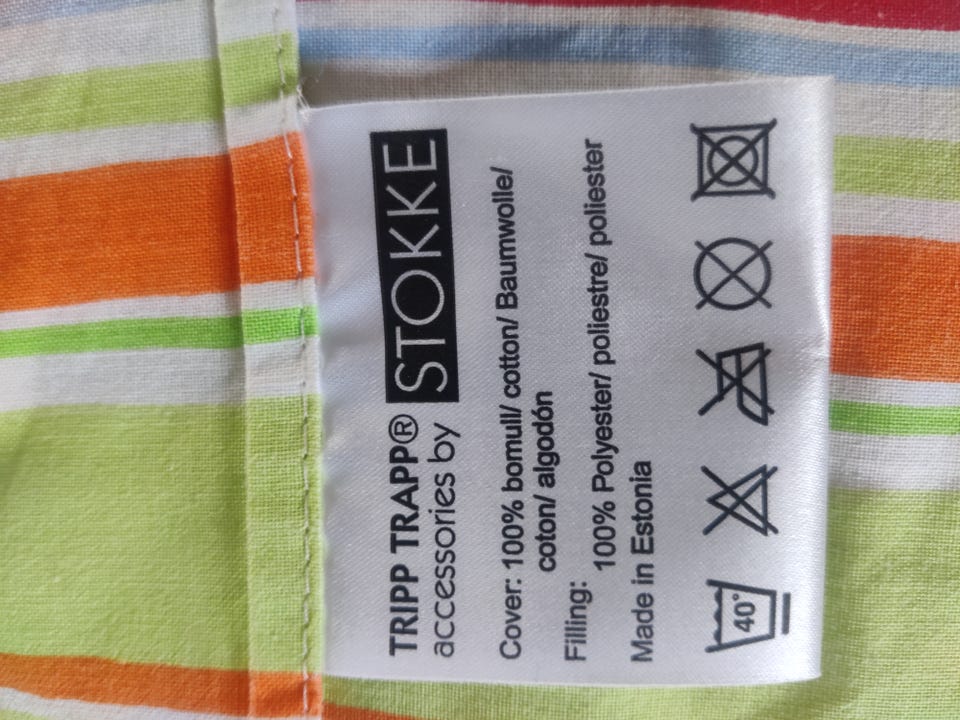 TRIPP TRAPP®
accessories by STOKKE
Cover: 100% bomull/ cotton/ Baumwolle/
coton/ algodón
Filling:
100% Polyester/ poliestre/ poliester
Made in Estonia
40°